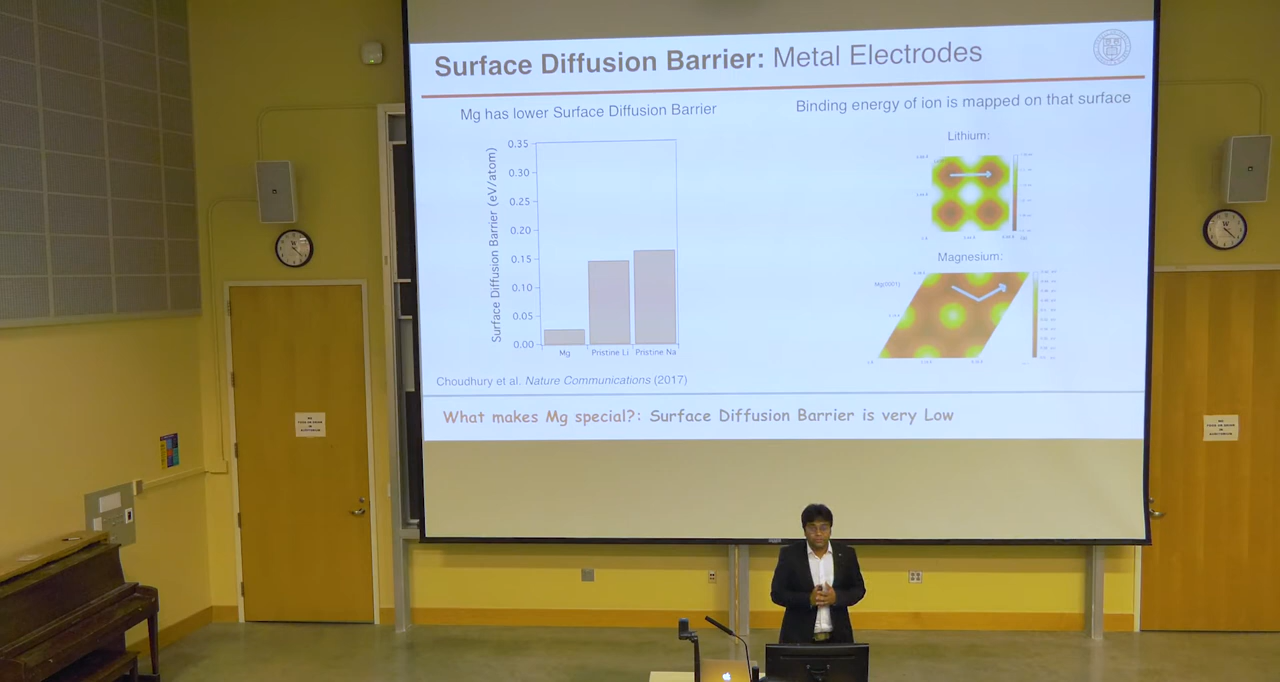 Surface Diffusion Barrier: Metal Electrodes
Mg has lower Surface Diffusion Barrier
Binding energy of ion is mapped on that surface
Surface Diffusion Barrier (eV/atom)
0.35
0.30
0.25
0.20
0.15
0.10
0.05
0.00
Mg
Pristine Li
Pristine Na
Lithium:
Magnesium:
Mg(0001)
Choudhury et al. Nature Communications (2017)
What makes Mg special?: Surface Diffusion Barrier is very Low